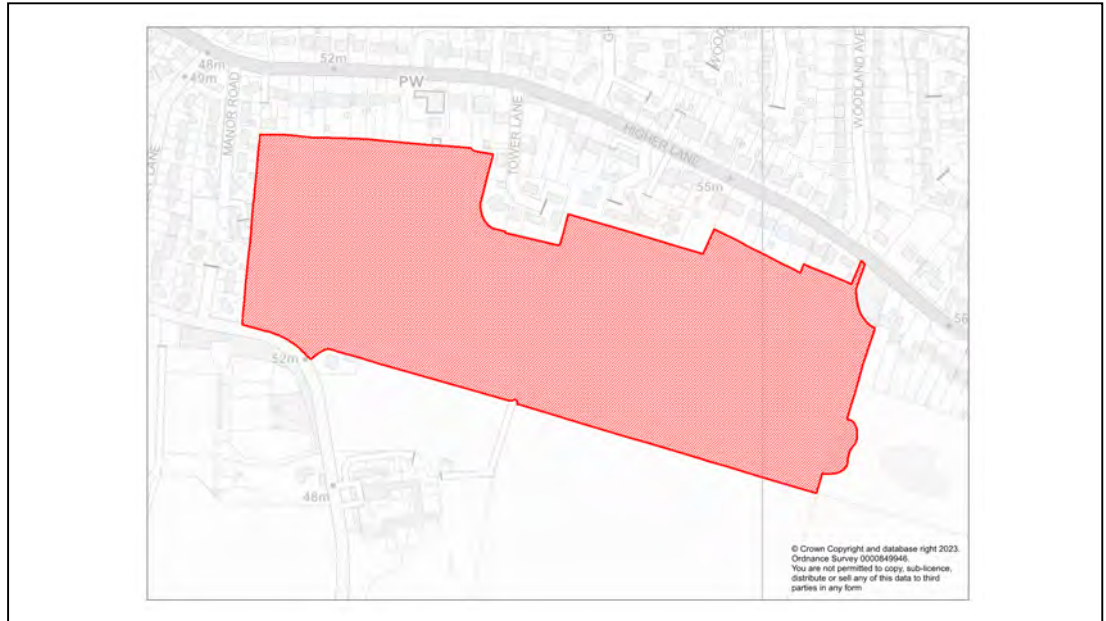 48m
49m
52m
PW
MANOR ROAD
LANE
TOWER LANE
HIGHER LANE
WOODLAND AVE
55m
56
52m
48m
© Crown Copyright and database right 2023.
Ordnance Survey 0000849946.
You are not permitted to copy, sub-licence,
distribute or sell any of this data to third
parties in any form